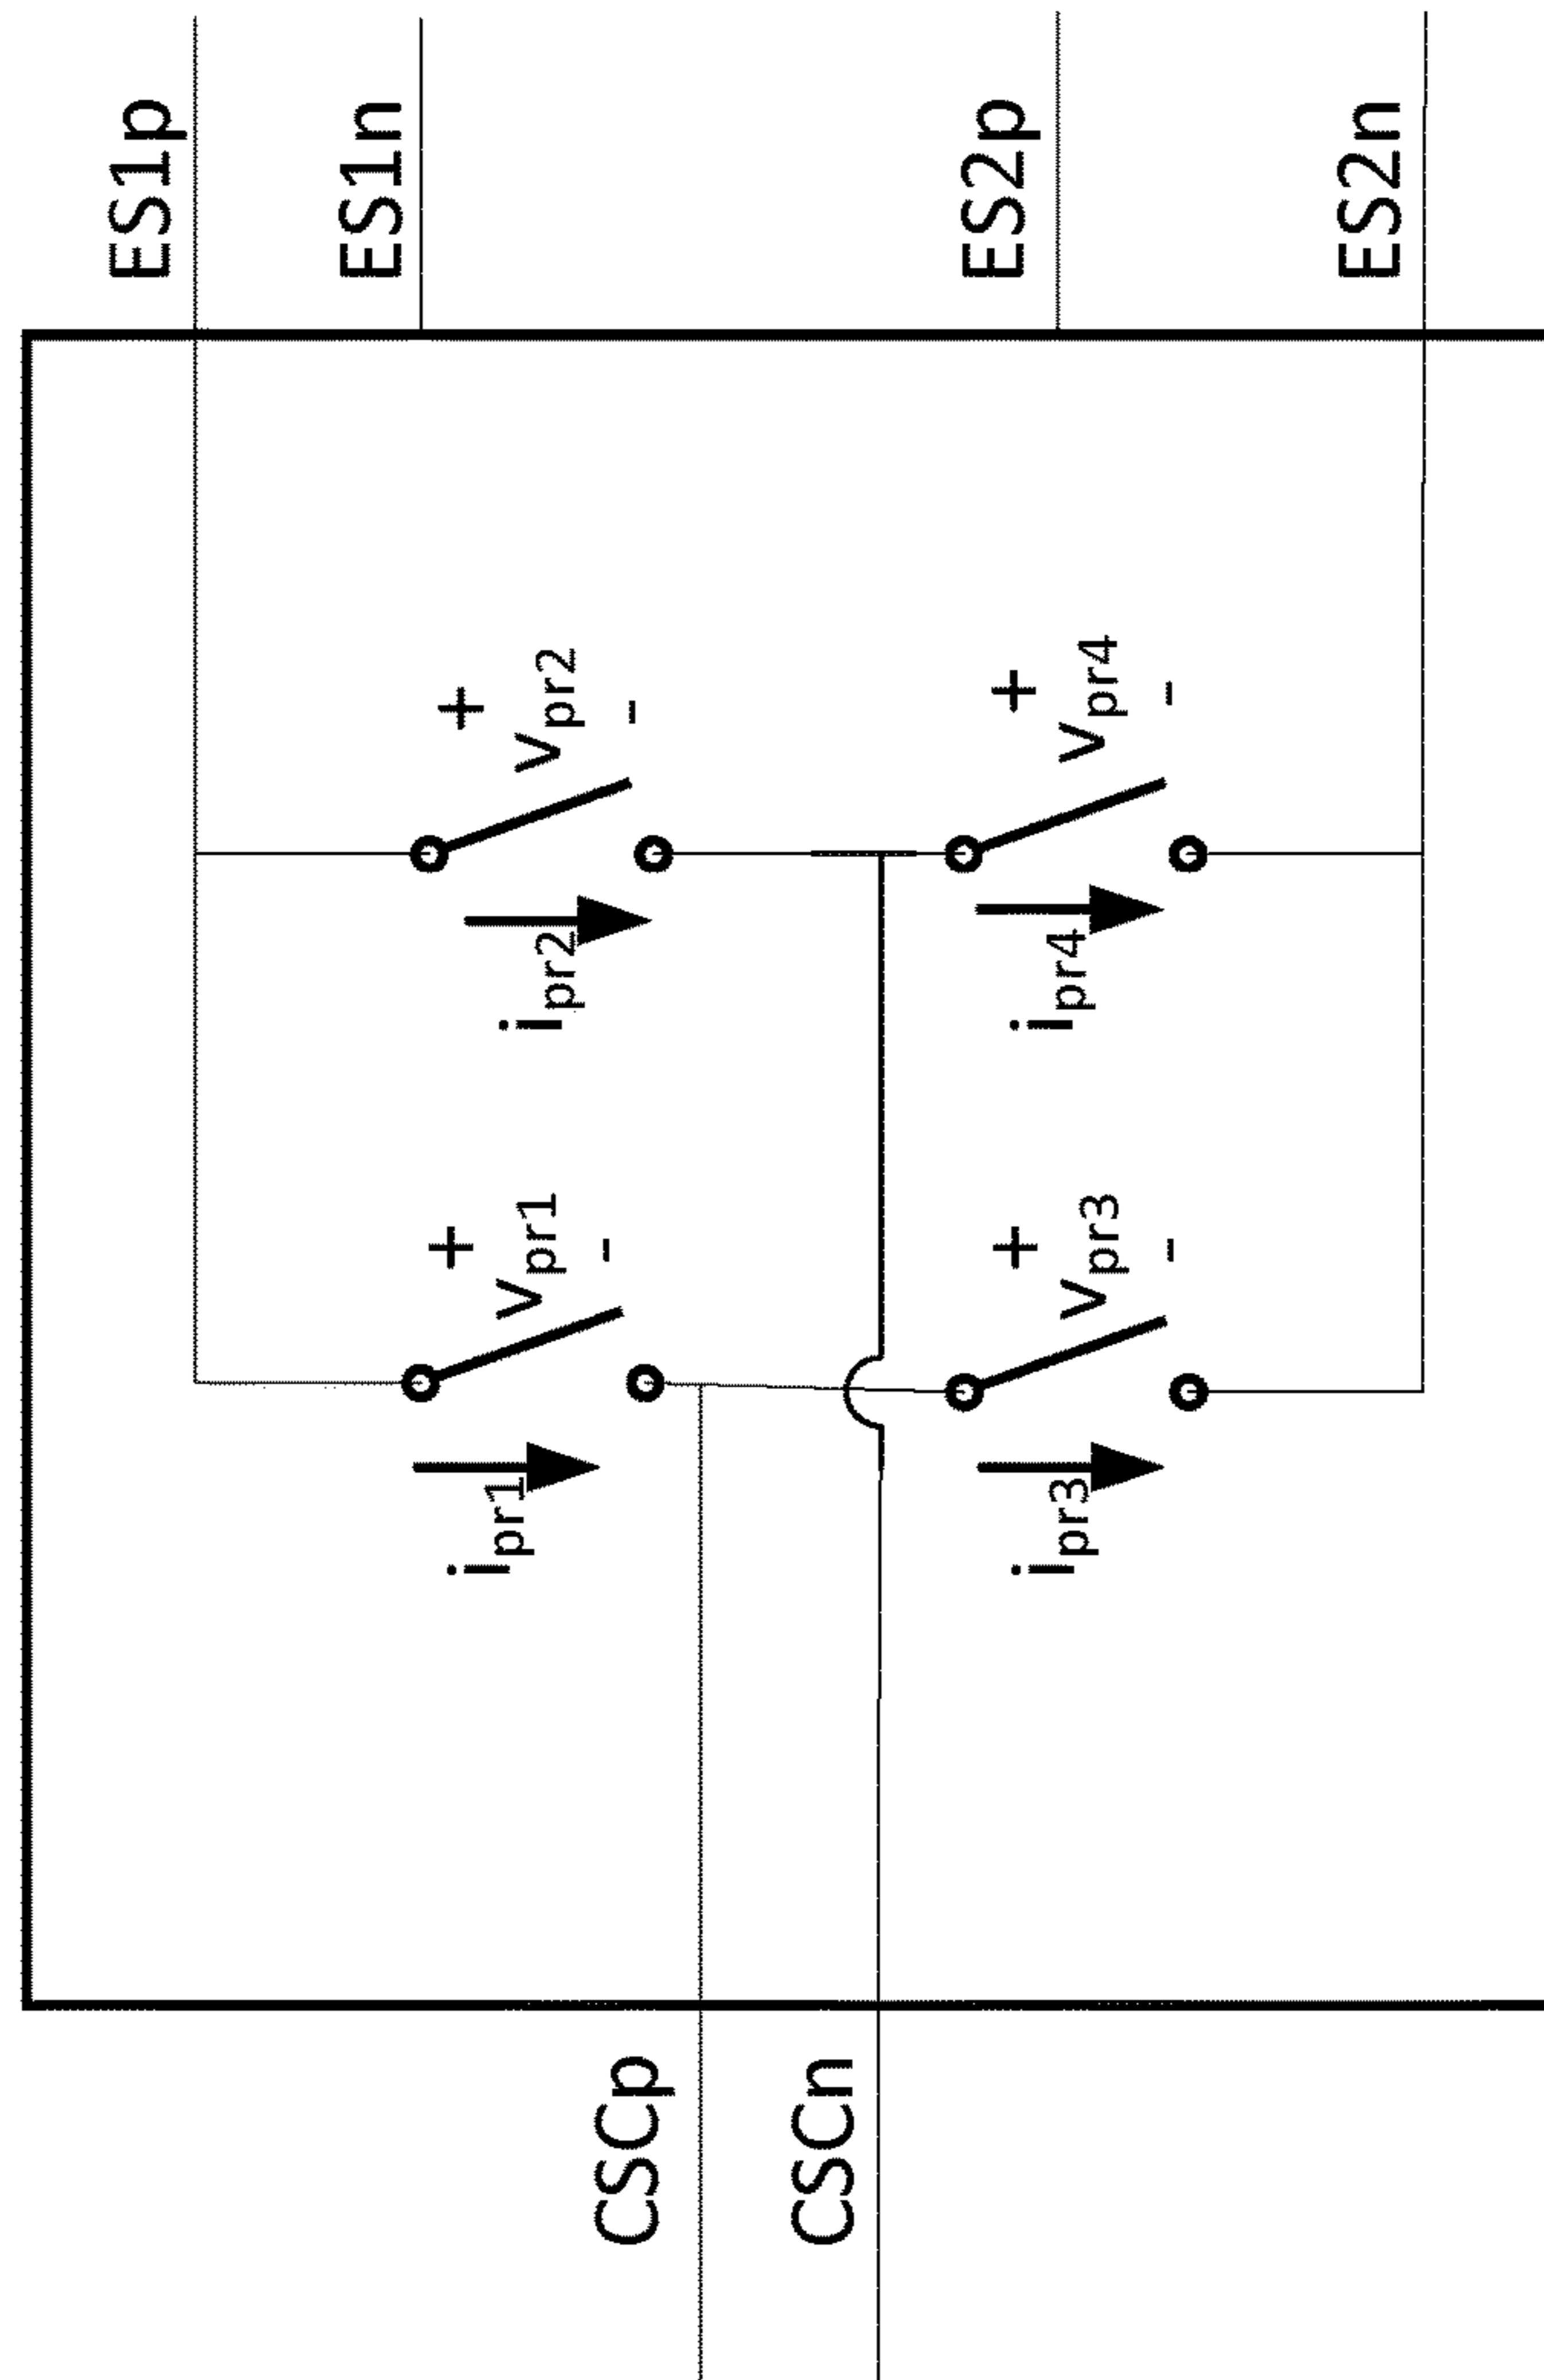 ES1p
ES1n
ES2p
ES2n
+
v_pr2
-
+
v_pr4
-
i_pr2
i_pr4
+
v_pr1
-
+
v_pr3
-
i_pr1
i_pr3
CSCp
CSCn